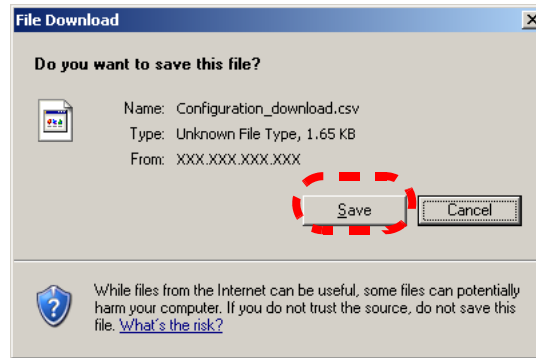 File Download
Do you want to save this file?
Name: Configuration_download.csv
Type: Unknown File Type, 1.65 KB
From: XXX.XXX.XXX.XXX
Save Cancel
While files from the Internet can be useful, some files can potentially
harm your computer. If you do not trust the source, do not save this
file. What's the risk?